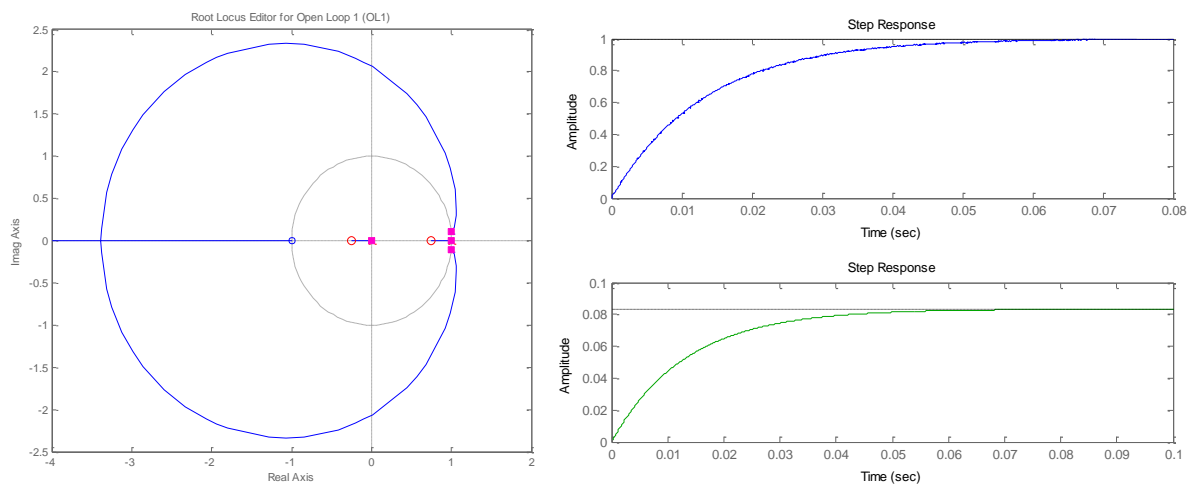 Root Locus Editor for Open Loop 1 (OL1)
2.5
2
1.5
1
0.5
0
-0.5
-1
-1.5
-2
-2.5
Imag Axis
-4 -3 -2 -1 0 1 2
Real Axis
Step Response
1
0.8
0.6
0.4
0.2
0
Amplitude
0 0.01 0.02 0.03 0.04 0.05 0.06 0.07 0.08
Time (sec)
Step Response
0.1
0.08
0.06
0.04
0.02
0
Amplitude
0 0.01 0.02 0.03 0.04 0.05 0.06 0.07 0.08 0.09 0.1
Time (sec)